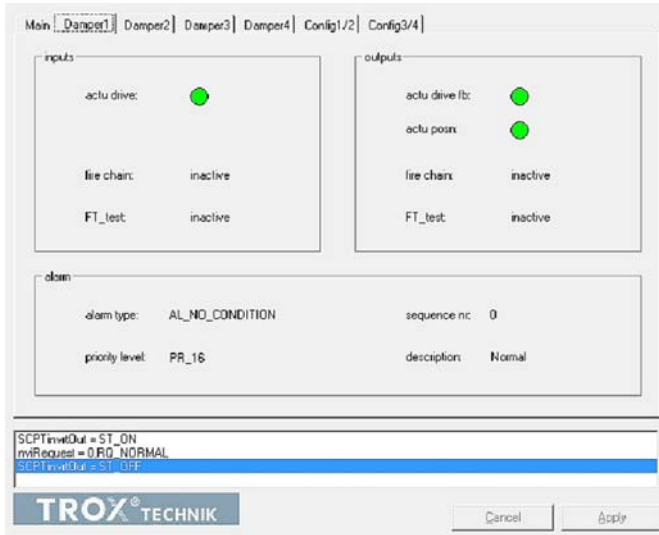 Main Damper1 Damper2 Damper3 Damper4 Config1/2 Config3/4
inputs outputs
actu drive: actu drive fb:
actu posn:
fire chain: inactive fire chain: inactive
FT_test: inactive FT_test: inactive
alarm
alarm type: AL_NO_CONDITION sequence nr.: 0
priority level: PR_16 description: Normal
SCPTinvrtOut = ST_ON
nviRequest = 0,RQ_NORMAL
SCPTinvrtOut = ST_OFF
TROX® TECHNIK Cancel Apply